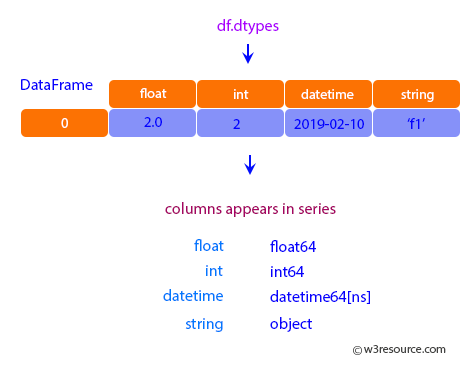 df.dtypes
DataFrame
float int datetime string
0 2.0 2 2019-02-10 'f1'
columns appears in series
float float64
int int64
datetime datetime64[ns]
string object
© w3resource.com